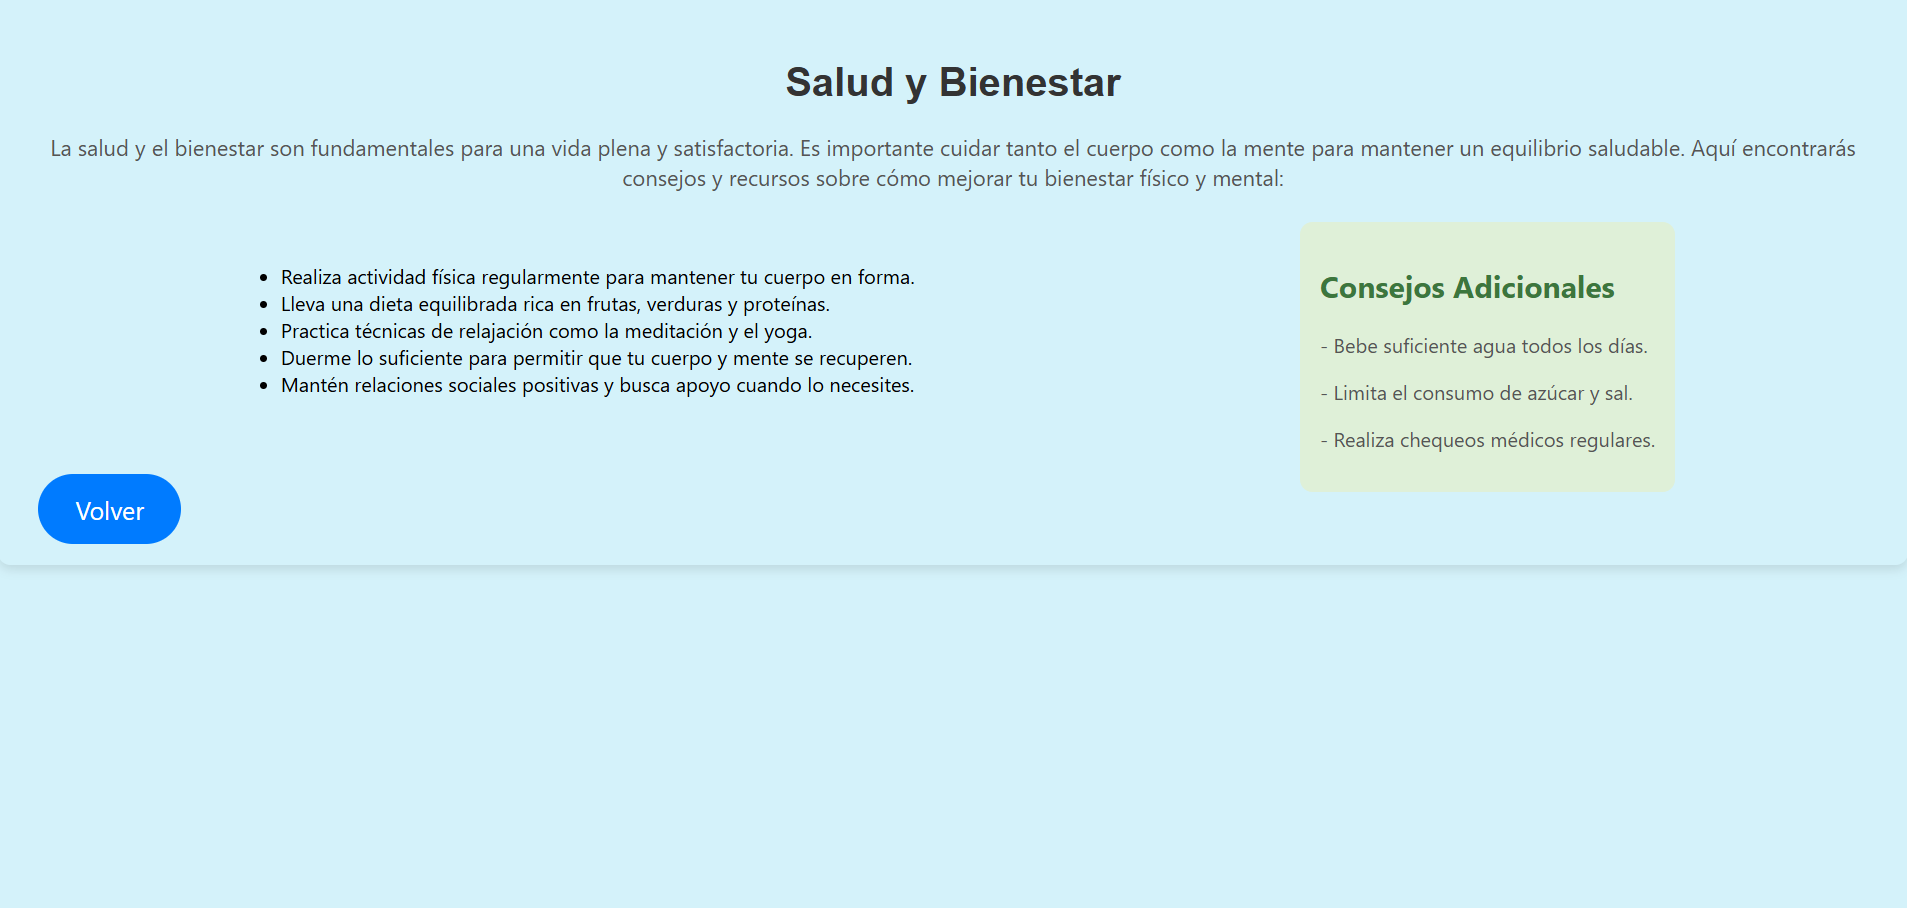 Salud y Bienestar
La salud y el bienestar son fundamentales para una vida plena y satisfactoria. Es importante cuidar tanto el cuerpo como la mente para mantener un equilibrio saludable. Aquí encontrarás
consejos y recursos sobre cómo mejorar tu bienestar físico y mental:
• Realiza actividad física regularmente para mantener tu cuerpo en forma.
• Lleva una dieta equilibrada rica en frutas, verduras y proteínas.
• Practica técnicas de relajación como la meditación y el yoga.
• Duerme lo suficiente para permitir que tu cuerpo y mente se recuperen.
• Mantén relaciones sociales positivas y busca apoyo cuando lo necesites.
Consejos Adicionales
- Bebe suficiente agua todos los días.
- Limita el consumo de azúcar y sal.
- Realiza chequeos médicos regulares.
Volver